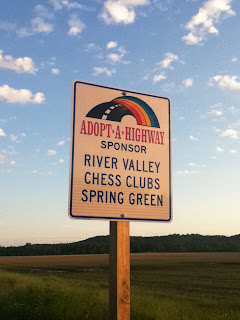 ADOPT·A·HIGHWAY
SPONSOR
RIVER VALLEY
CHESS CLUBS
SPRING GREEN